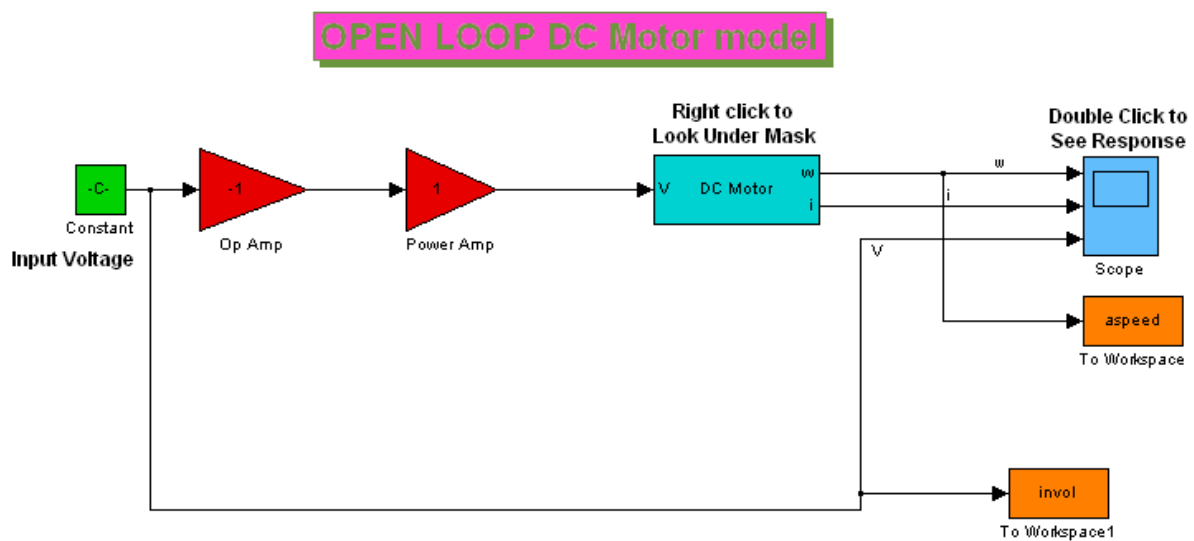 OPEN LOOP DC Motor model
Right click to
Look Under Mask
Double Click to
See Response
-C-
Constant
Input Voltage
-1
Op Amp
1
Power Amp
V
DC Motor
w
i
w
i
V
Scope
aspeed
To Workspace
invol
To Workspace1